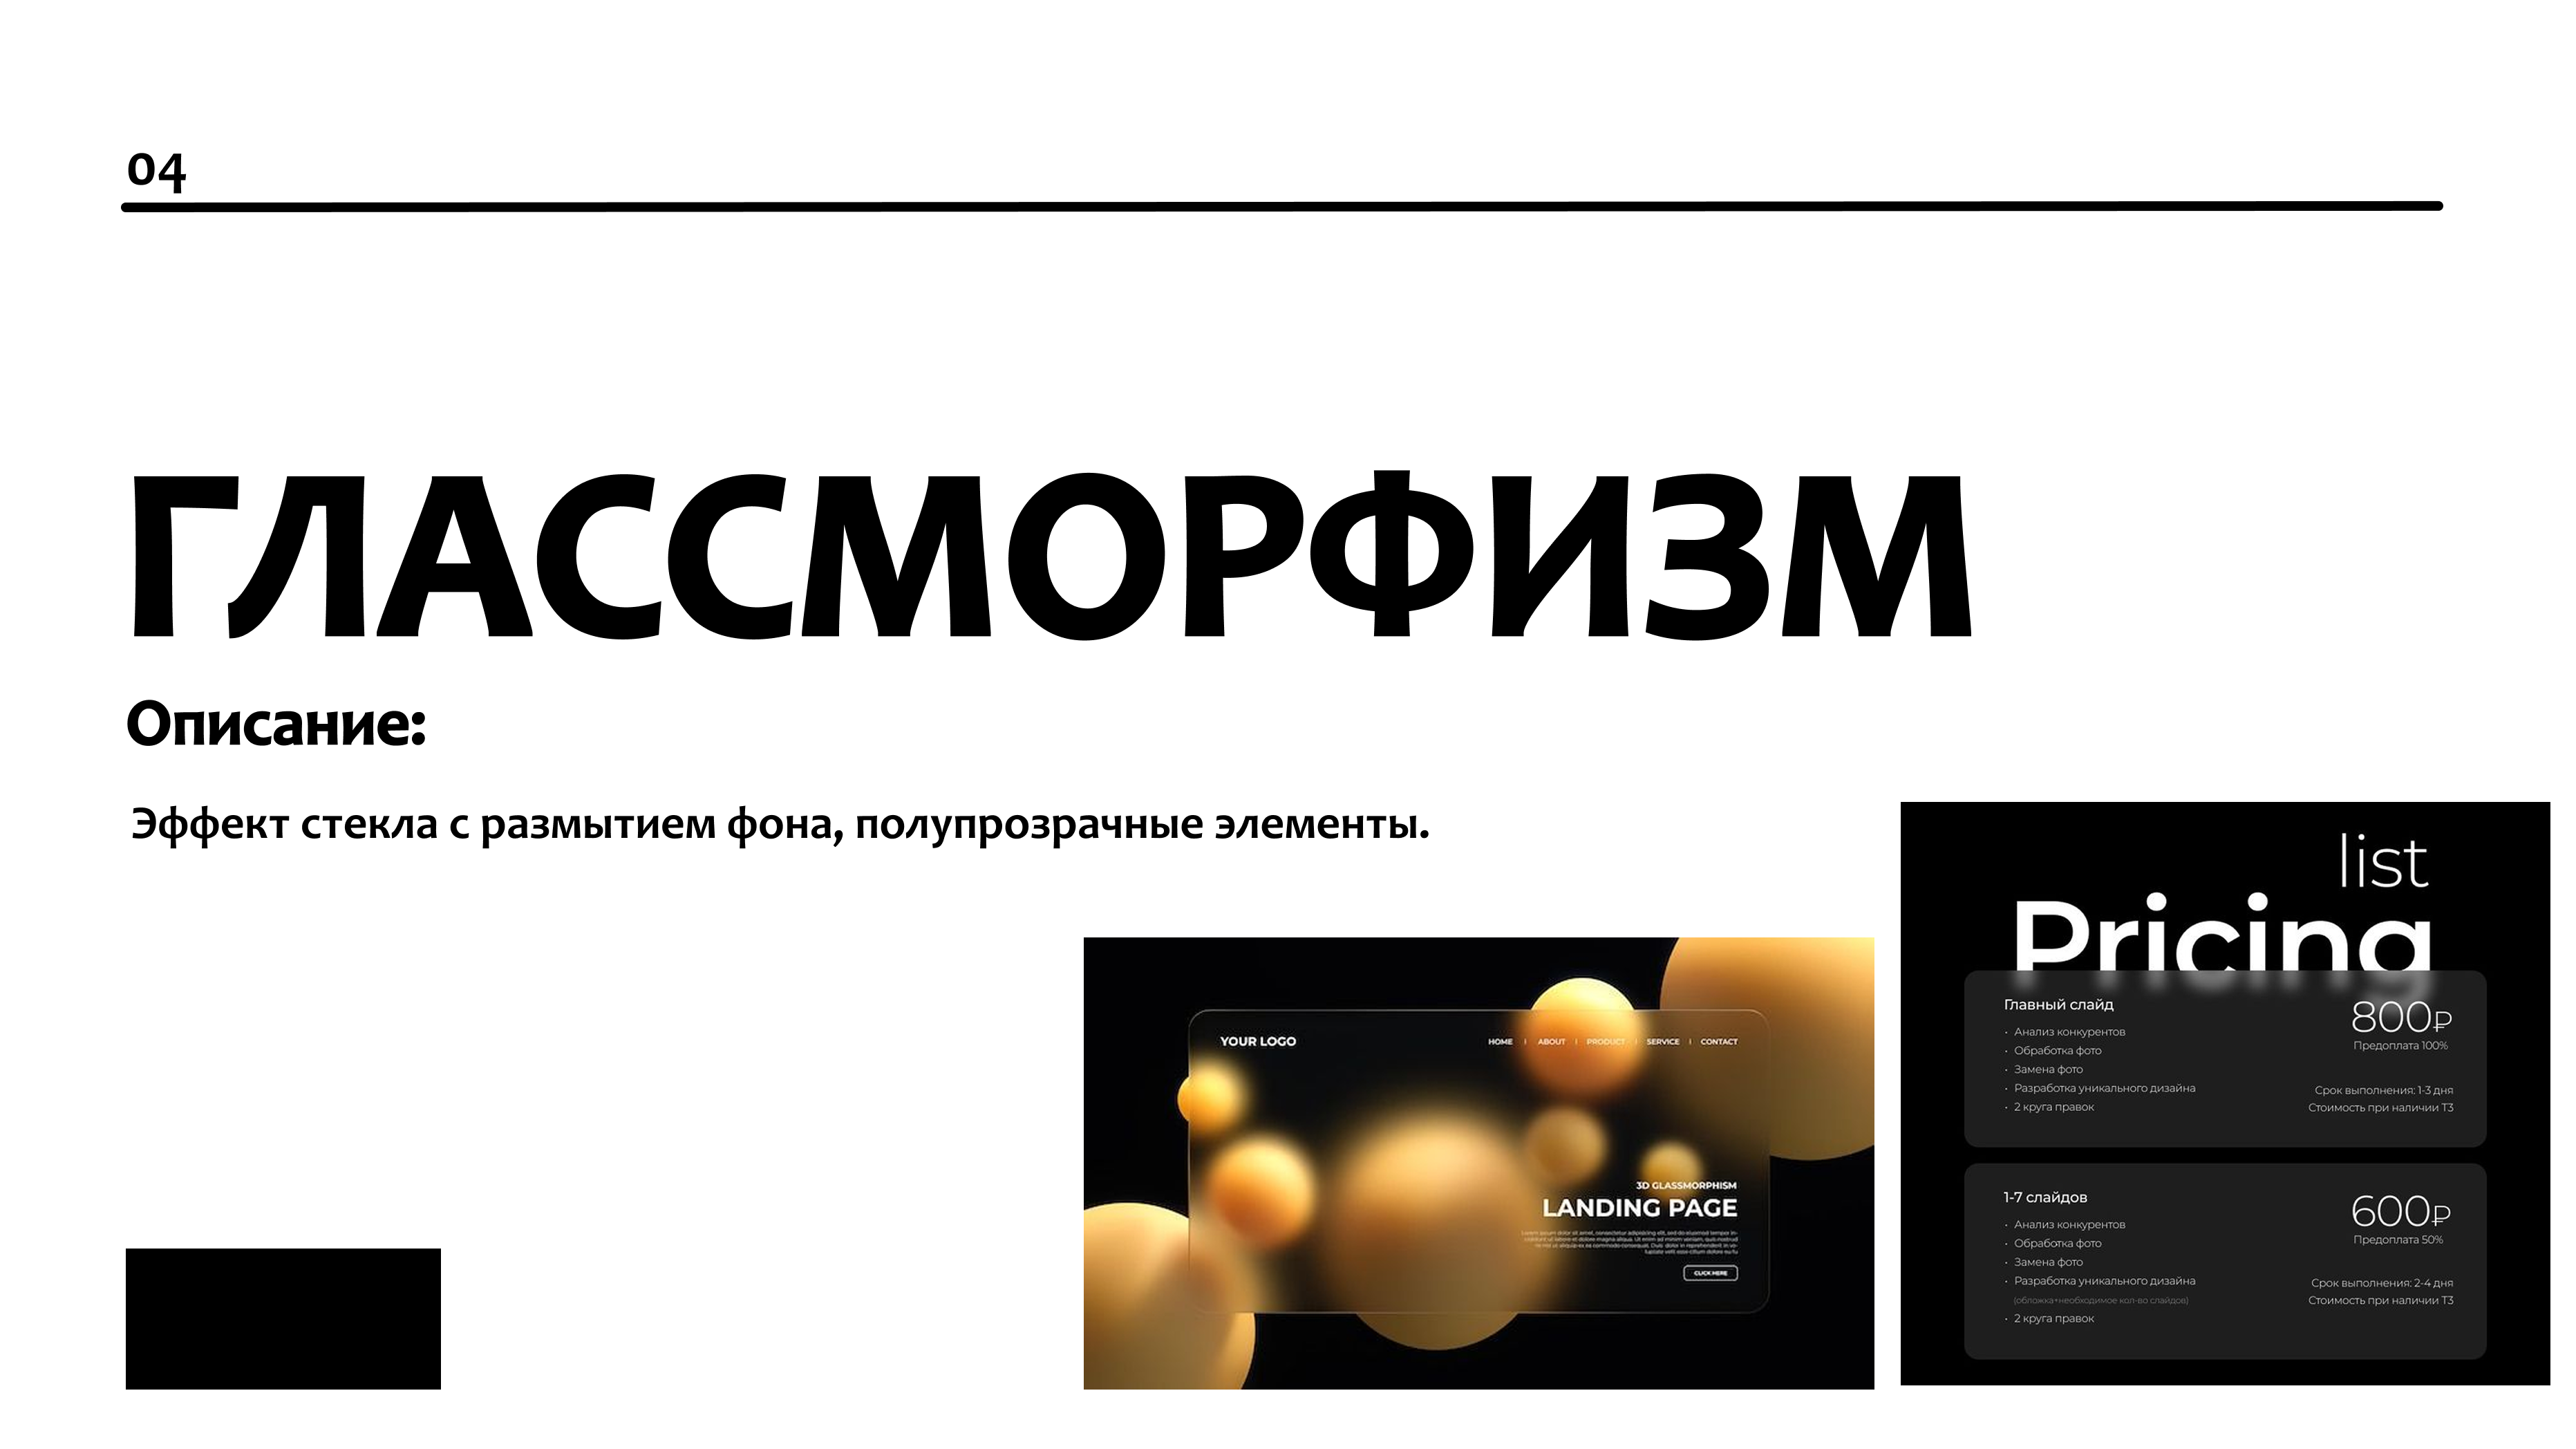 04
ГЛАССМОРФИЗМ
Описание:
Эффект стекла с размытием фона, полупрозрачные элементы.
YOUR LOGO
HOME | ABOUT | PRODUCT | SERVICE | CONTACT
3D GLASSMORPHISM
LANDING PAGE
CLICK HERE
list
Pricing
Главный слайд
800₽
Предоплата 100%
• Анализ конкурентов
• Обработка фото
• Замена фото
• Разработка уникального дизайна
• 2 круга правок
Срок выполнения: 1-3 дня
Стоимость при наличии ТЗ
1-7 слайдов
600₽
Предоплата 50%
• Анализ конкурентов
• Обработка фото
• Замена фото
• Разработка уникального дизайна
(обложка+необходимое кол-во слайдов)
• 2 круга правок
Срок выполнения: 2-4 дня
Стоимость при наличии ТЗ